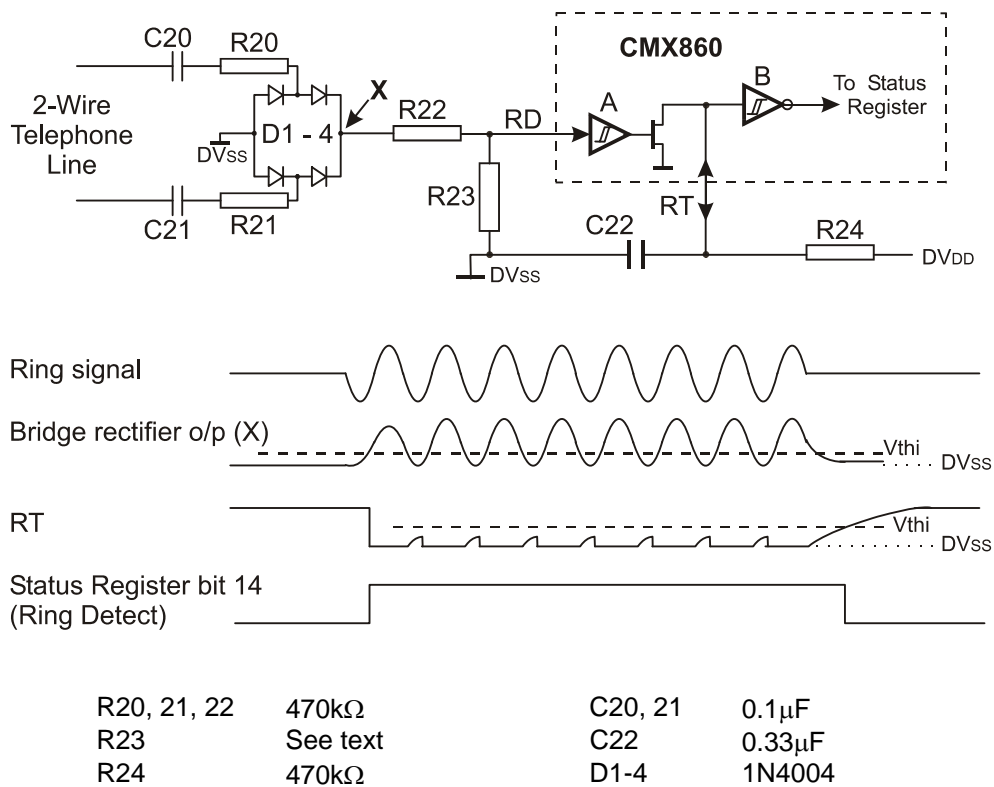 C20
R20
2-Wire
Telephone
Line
DVSS
D1 - 4
C21
R21
X
R22
R23
RD
CMX860
A
B
To Status
Register
RT
C22
R24
DVSS
DVDD
Ring signal
Bridge rectifier o/p (X)
Vthi
DVSS
RT
Vthi
DVSS
Status Register bit 14
(Ring Detect)
R20, 21, 22 470kΩ C20, 21 0.1μF
R23 See text C22 0.33μF
R24 470kΩ D1-4 1N4004